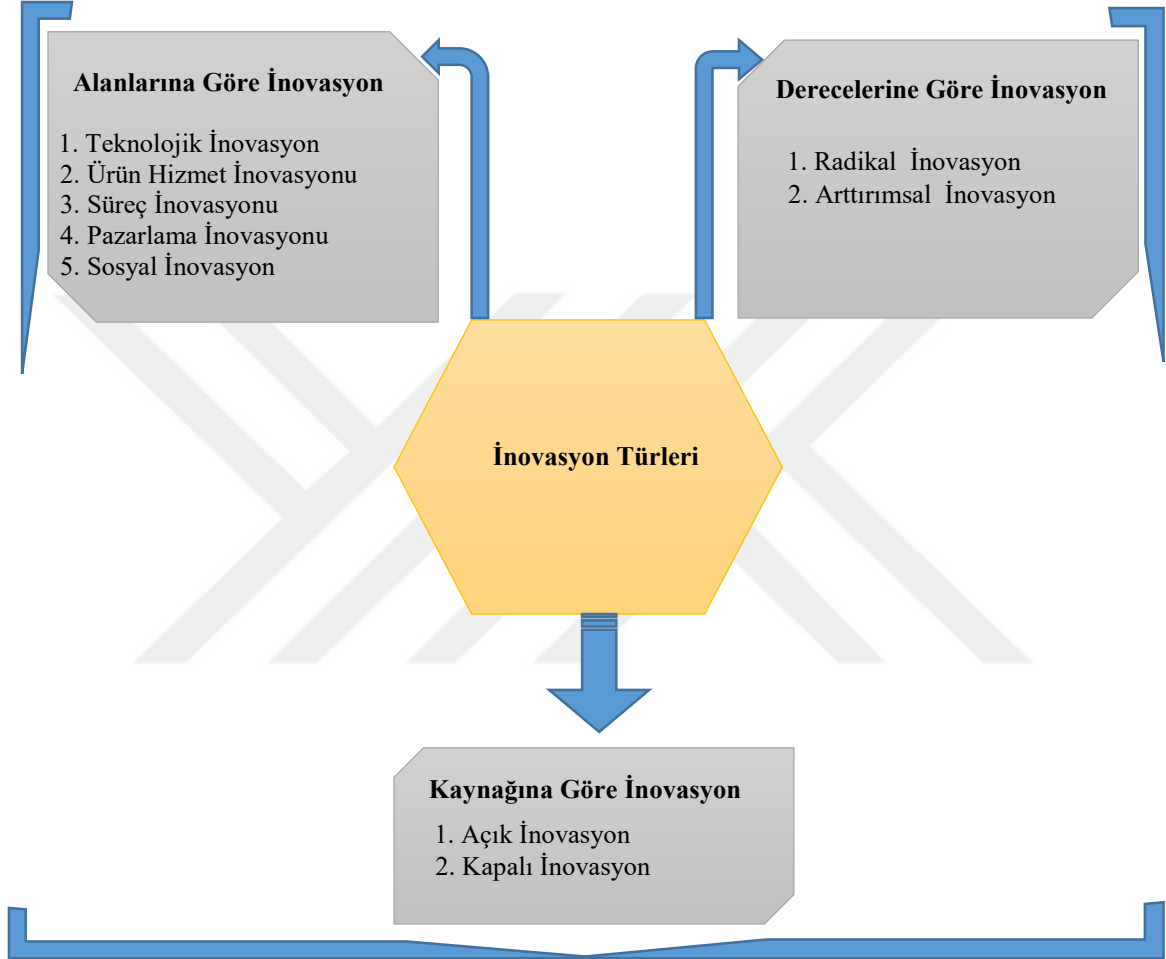 Alanlarına Göre İnovasyon
1. Teknolojik İnovasyon
2. Ürün Hizmet İnovasyonu
3. Süreç İnovasyonu
4. Pazarlama İnovasyonu
5. Sosyal İnovasyon
Derecelerine Göre İnovasyon
1. Radikal İnovasyon
2. Arttırımsal İnovasyon
İnovasyon Türleri
Kaynağına Göre İnovasyon
1. Açık İnovasyon
2. Kapalı İnovasyon